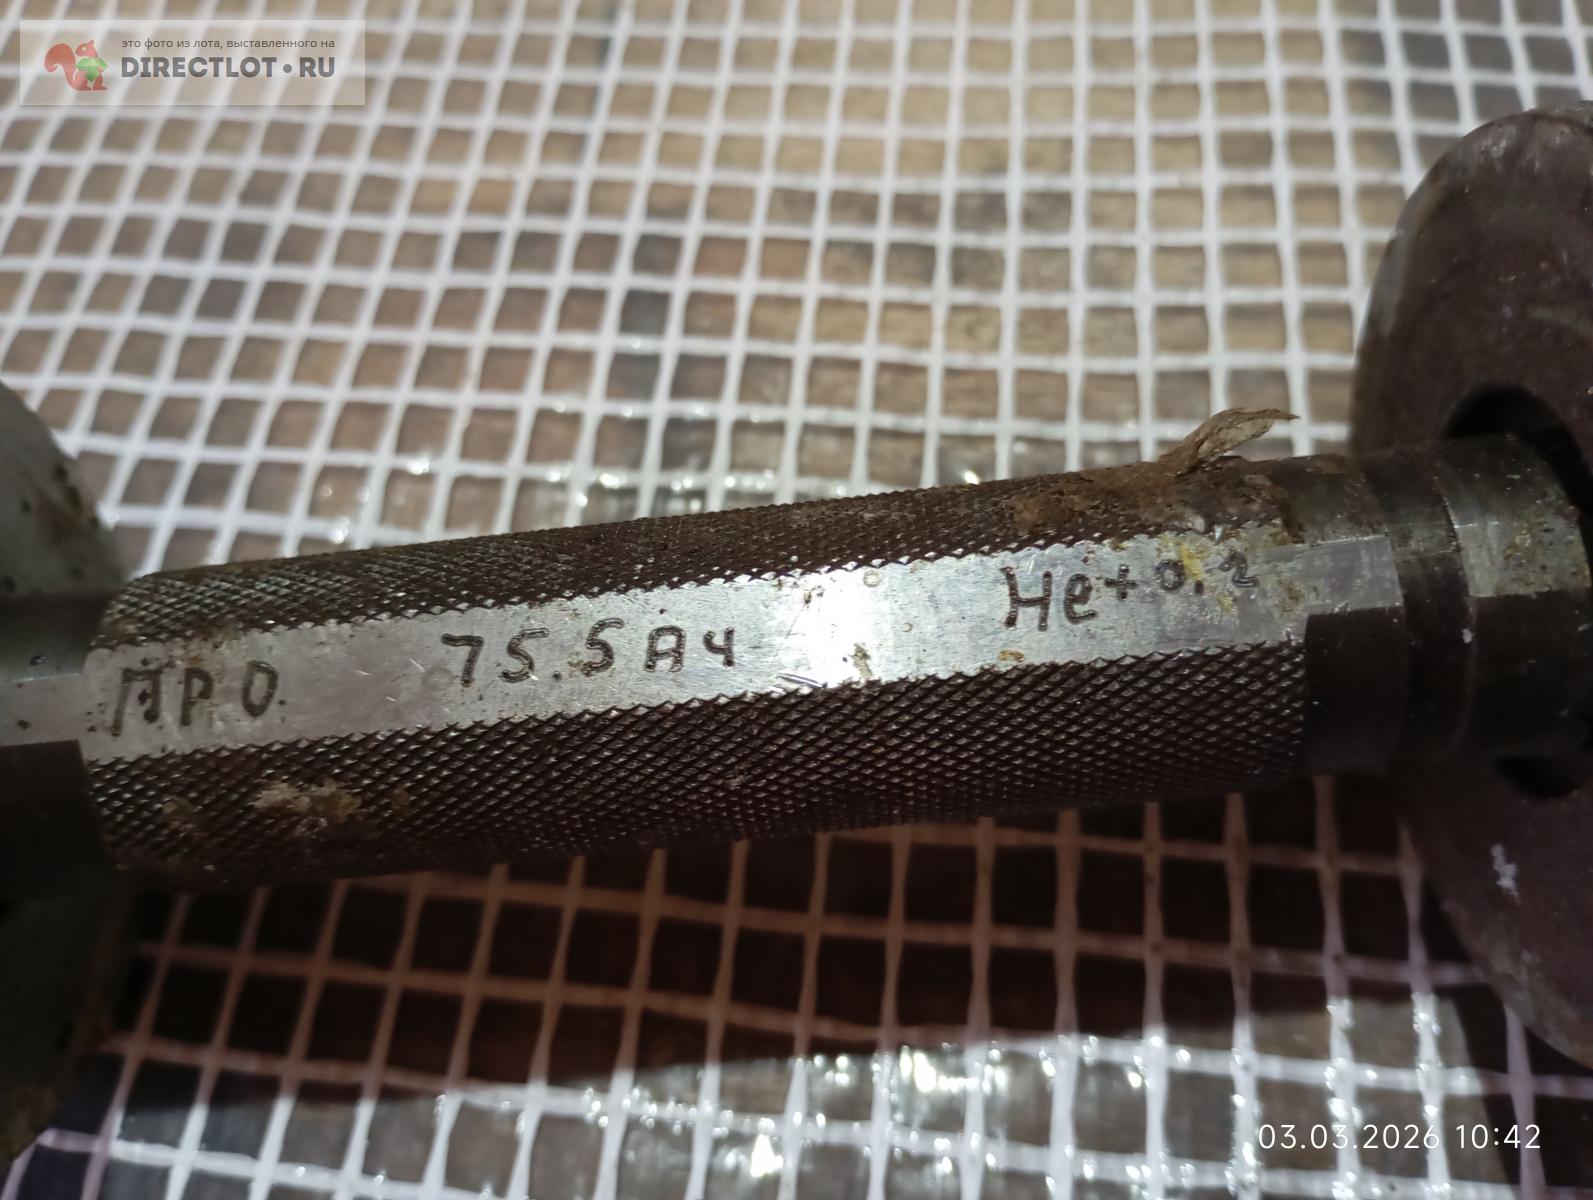 это фото из лота, выставленного на
DIRECTLOT.RU
ПРО 75.5А4 Не+0.2
03.03.2026 10:42